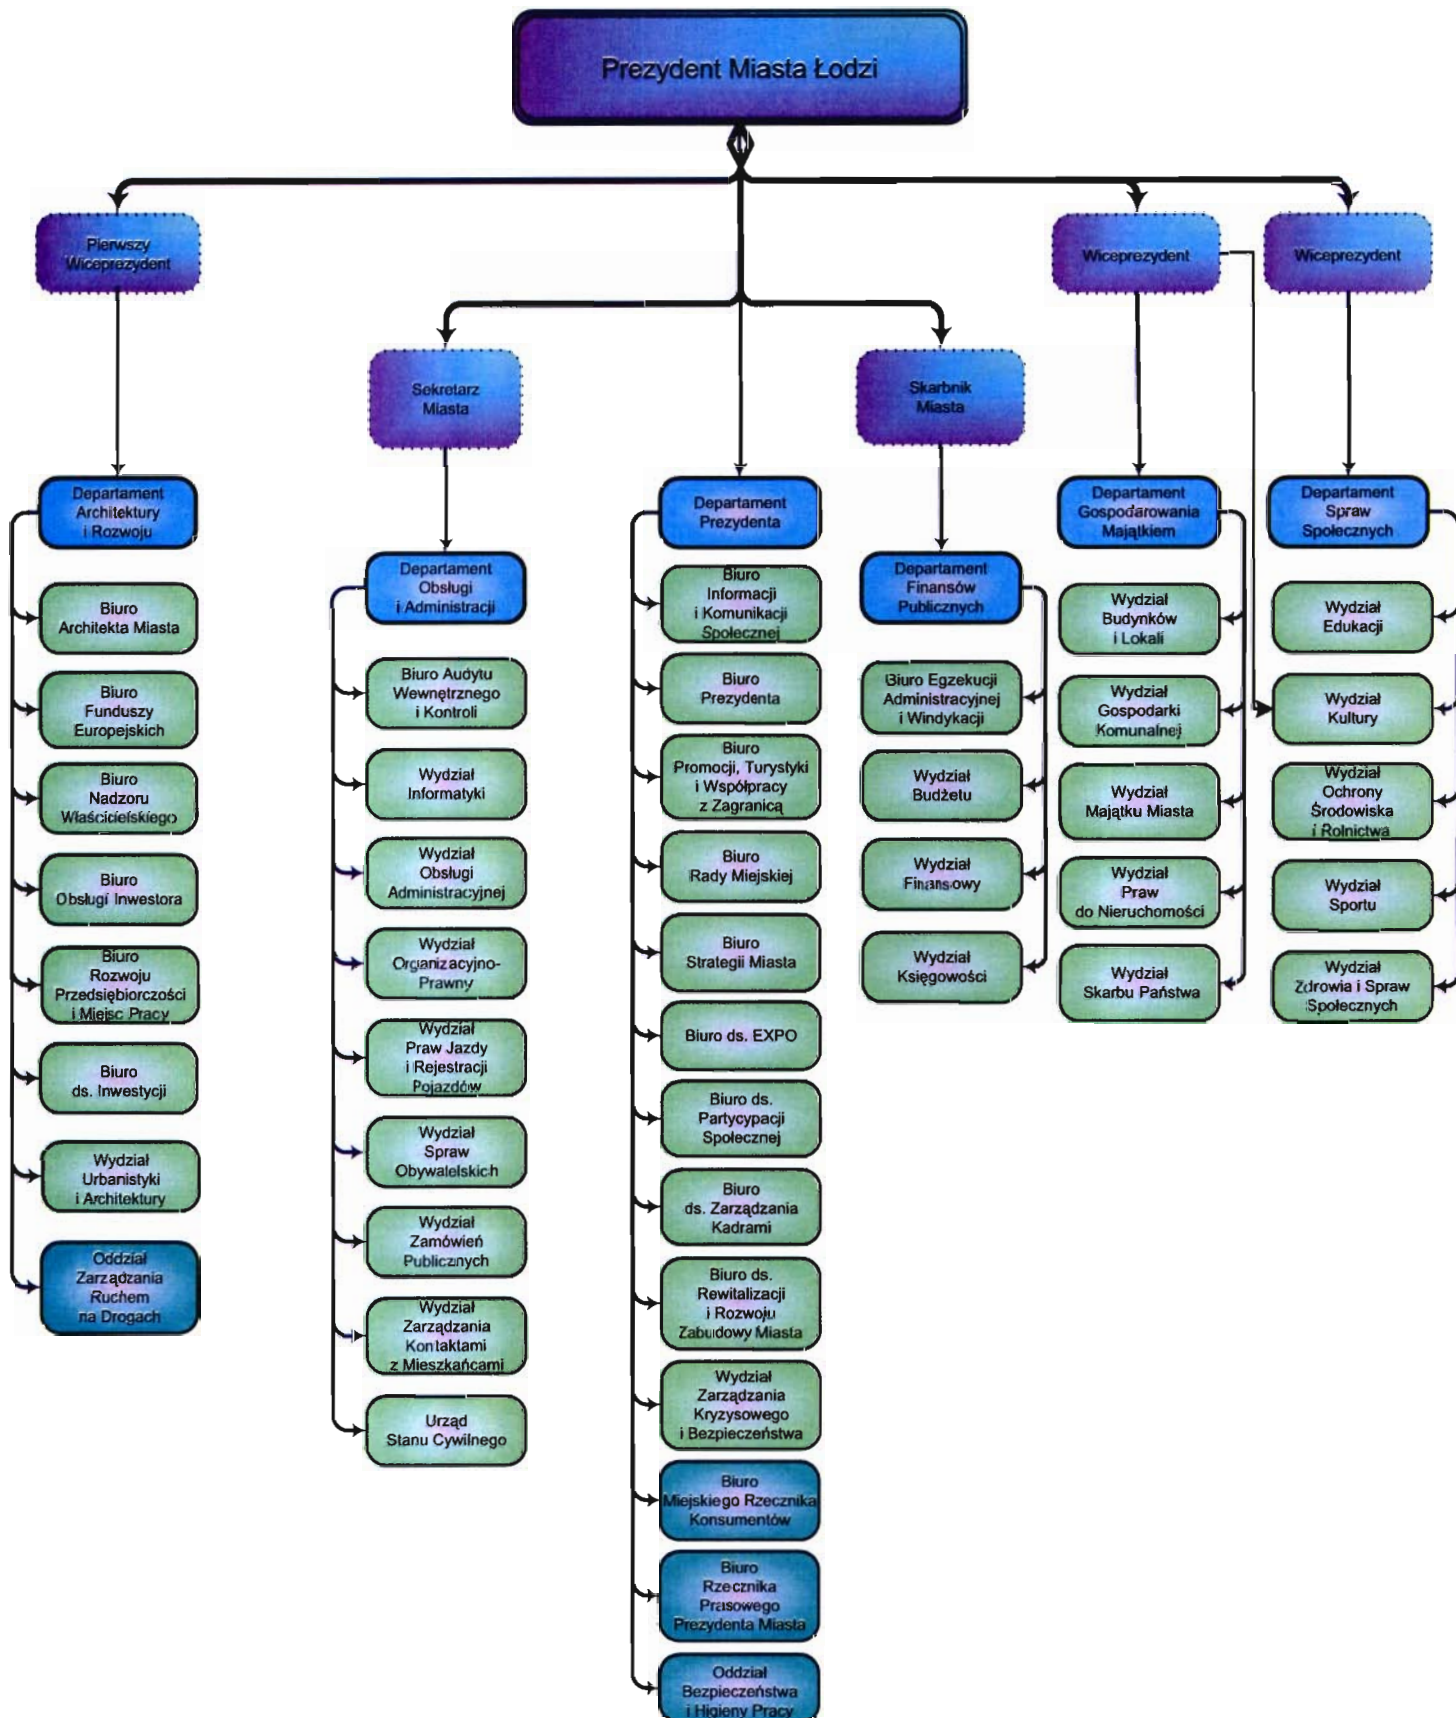 Prezydent Miasta Łodzi
Pierwszy
Wiceprezydent
Wiceprezydent
Wiceprezydent
Sekretarz
Miasta
Skarbnik
Miasta
Departament
Architektury
i Rozwoju
Biuro
Architekta Miasta
Biuro
Funduszy
Europejskich
Biuro
Nadzoru
Właścicielskiego
Biuro
Obsługi Inwestora
Biuro
Rozwoju
Przedsiębiorczości
i Miejsc Pracy
Biuro
ds. Inwestycji
Wydział
Urbanistyki
i Architektury
Oddział
Zarządzania
Ruchem
na Drogach
Departament
Obsługi
i Administracji
Biuro Audytu
Wewnętrznego
i Kontroli
Wydział
Informatyki
Wydział
Obsługi
Administracyjnej
Wydział
Organizacyjno-
Prawny
Wydział
Praw Jazdy
i Rejestracji
Pojazdów
Wydział
Spraw
Obywatelskich
Wydział
Zamówień
Publicznych
Wydział
Zarządzania
Kontaktami
z Mieszkańcami
Urząd
Stanu Cywilnego
Departament
Prezydenta
Biuro
Informacji
i Komunikacji
Społecznej
Biuro
Prezydenta
Biuro
Promocji, Turystyki
i Współpracy
z Zagranicą
Biuro
Rady Miejskiej
Biuro
Strategii Miasta
Biuro ds. EXPO
Biuro ds.
Partycypacji
Społecznej
Biuro
ds. Zarządzania
Kadrami
Biuro ds.
Rewitalizacji
i Rozwoju
Zabudowy Miasta
Wydział
Zarządzania
Kryzysowego
i Bezpieczeństwa
Biuro
Miejskiego Rzecznika
Konsumentów
Biuro
Rzecznika
Prasowego
Prezydenta Miasta
Oddział
Bezpieczeństwa
i Higieny Pracy
Departament
Finansów
Publicznych
Biuro Egzekucji
Administracyjnej
i Windykacji
Wydział
Budżetu
Wydział
Finansowy
Wydział
Księgowości
Departament
Gospodarowania
Majątkiem
Wydział
Budynków
i Lokali
Wydział
Gospodarki
Komunalnej
Wydział
Majątku Miasta
Wydział
Praw
do Nieruchomości
Wydział
Skarbu Państwa
Departament
Spraw
Społecznych
Wydział
Edukacji
Wydział
Kultury
Wydział
Ochrony
Środowiska
i Rolnictwa
Wydział
Sportu
Wydział
Zdrowia i Spraw
Społecznych